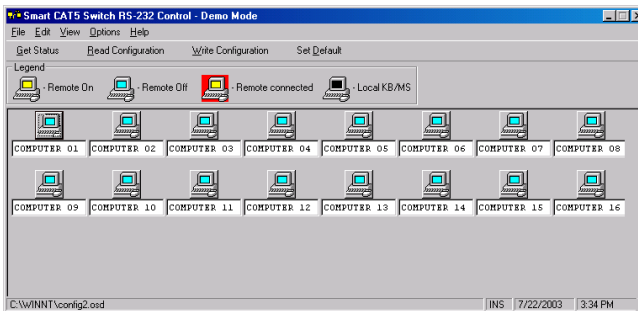 Smart CAT5 Switch RS-232 Control - Demo Mode
File Edit View Options Help
Get Status Read Configuration Write Configuration Set Default
Legend
- Remote On - Remote Off - Remote connected - Local KB/MS
COMPUTER 01 COMPUTER 02 COMPUTER 03 COMPUTER 04 COMPUTER 05 COMPUTER 06 COMPUTER 07 COMPUTER 08
COMPUTER 09 COMPUTER 10 COMPUTER 11 COMPUTER 12 COMPUTER 13 COMPUTER 14 COMPUTER 15 COMPUTER 16
C:\WINNT\config2.osd INS 7/22/2003 3:34 PM